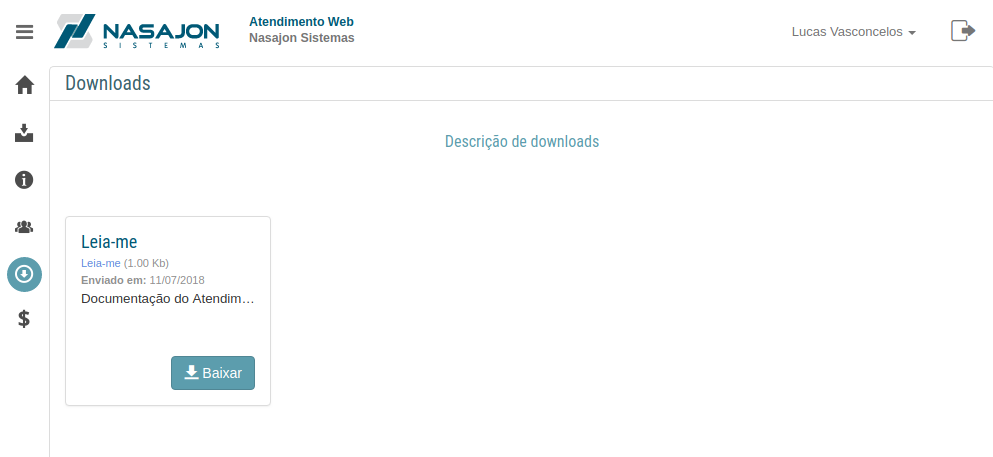 NASAJON
SISTEMAS
Atendimento Web
Nasajon Sistemas
Lucas Vasconcelos
Downloads
Descrição de downloads
Leia-me
Leia-me (1.00 Kb)
Enviado em: 11/07/2018
Documentação do Atendim…
Baixar